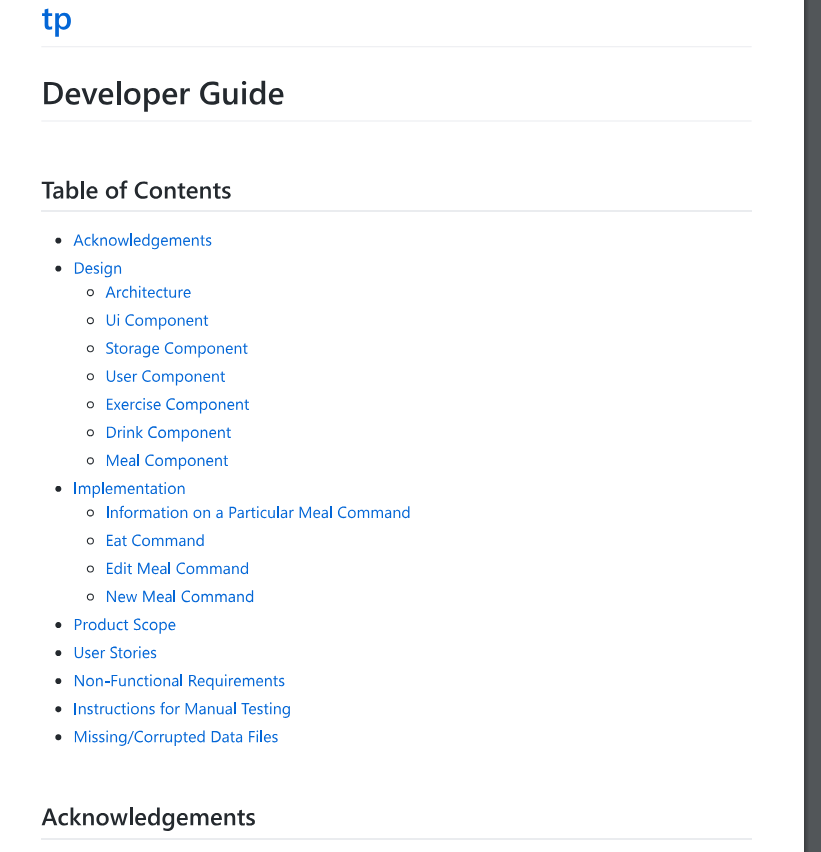 tp
Developer Guide
Table of Contents
Acknowledgements
Design
Architecture
Ui Component
Storage Component
User Component
Exercise Component
Drink Component
Meal Component
Implementation
Information on a Particular Meal Command
Eat Command
Edit Meal Command
New Meal Command
Product Scope
User Stories
Non-Functional Requirements
Instructions for Manual Testing
Missing/Corrupted Data Files
Acknowledgements